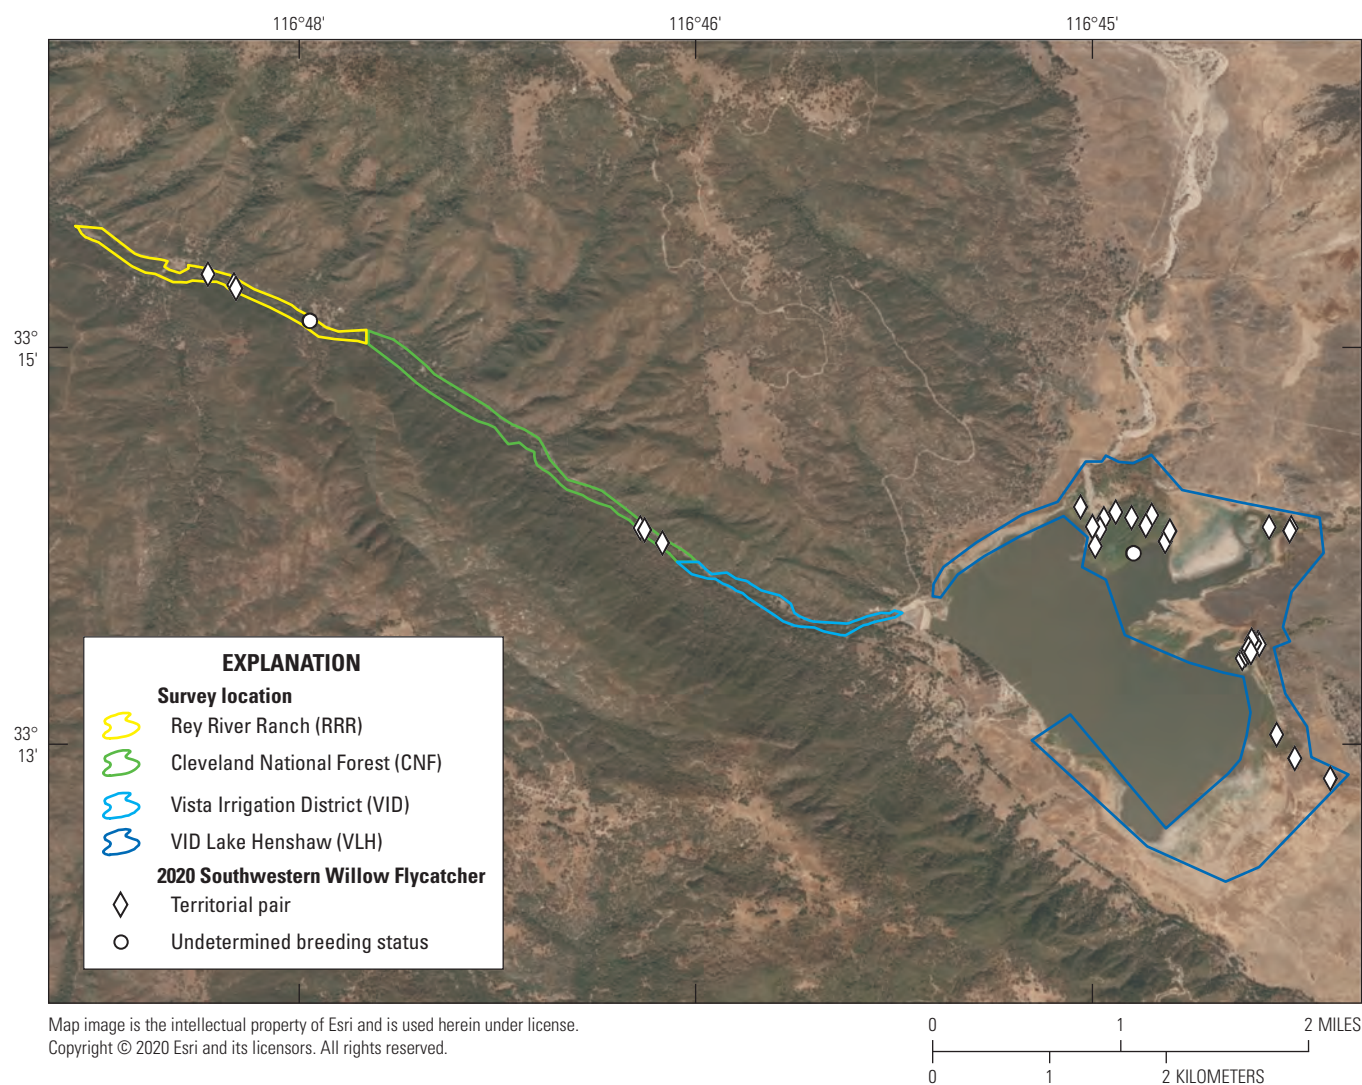 116°48'
116°46'
116°45'
33°
15'
33°
13'
EXPLANATION
Survey location
Rey River Ranch (RRR)
Cleveland National Forest (CNF)
Vista Irrigation District (VID)
VID Lake Henshaw (VLH)
2020 Southwestern Willow Flycatcher
Territorial pair
Undetermined breeding status
Map image is the intellectual property of Esri and is used herein under license.
Copyright © 2020 Esri and its licensors. All rights reserved.
0 1 2 MILES
0 1 2 KILOMETERS